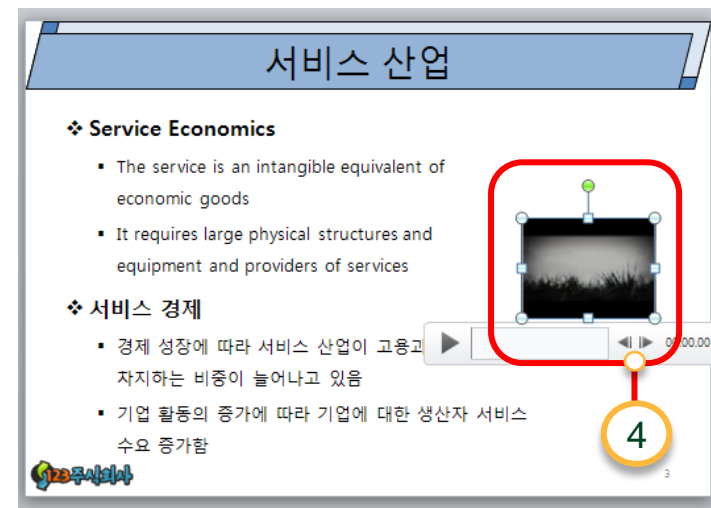 서비스 산업
❖ Service Economics
▪ The service is an intangible equivalent of
economic goods
▪ It requires large physical structures and
equipment and providers of services
❖ 서비스 경제
▪ 경제 성장에 따라 서비스 산업이 고용과
차지하는 비중이 늘어나고 있음
▪ 기업 활동의 증가에 따라 기업에 대한 생산자 서비스
수요 증가함
00:00.00
4
123주식회사
3